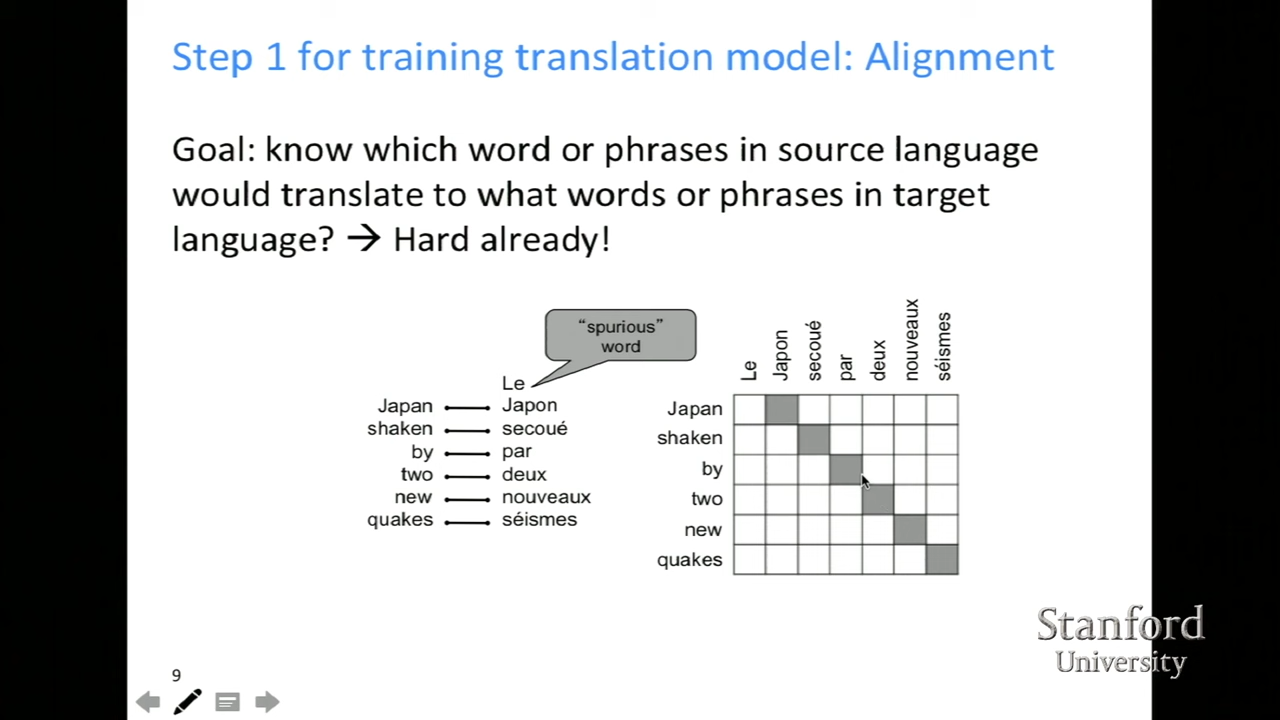 Step 1 for training translation model: Alignment
Goal: know which word or phrases in source language
would translate to what words or phrases in target
language? → Hard already!
“spurious”
word
Le
Japan Japon
shaken secoué
by par
two deux
new nouveaux
quakes séismes
Le Japon secoué par deux nouveaux séismes
Japan
shaken
by
two
new
quakes
Stanford
University
9